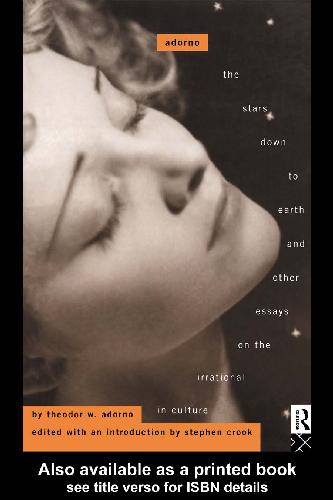 adorno
the
stars
down
to
earth
and
other
essays
on the
irrational
in culture
by theodor w. adorno
edited with an introduction by stephen crook
Also available as a printed book
see title verso for ISBN details